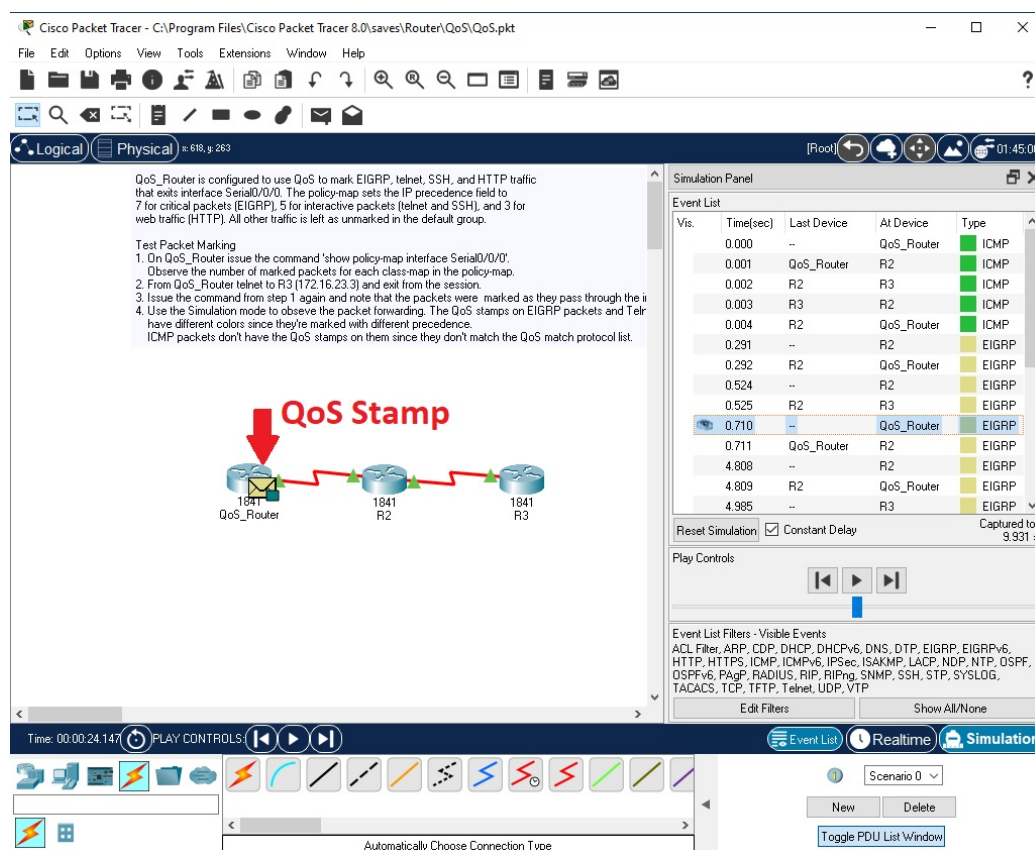 Cisco Packet Tracer - C:\Program Files\Cisco Packet Tracer 8.0\saves\Router\QoS\QoS.pkt
File Edit Options View Tools Extensions Window Help
?
Logical Physical x: 618, y: 263 [Root] 01:45:00
QoS_Router is configured to use QoS to mark EIGRP, telnet, SSH, and HTTP traffic
that exits interface Serial0/0/0. The policy-map sets the IP precedence field to
7 for critical packets (EIGRP), 5 for interactive packets (telnet and SSH), and 3 for
web traffic (HTTP). All other traffic is left as unmarked in the default group.
Test Packet Marking
1. On QoS_Router issue the command 'show policy-map interface Serial0/0/0'.
Observe the number of marked packets for each class-map in the policy-map.
2. From QoS_Router telnet to R3 (172.16.23.3) and exit from the session.
3. Issue the command from step 1 again and note that the packets were marked as they pass through the i
4. Use the Simulation mode to obseve the packet forwarding. The QoS stamps on EIGRP packets and Teln
have different colors since they're marked with different precedence.
ICMP packets don't have the QoS stamps on them since they don't match the QoS match protocol list.
QoS Stamp
1841
QoS_Router
1841
R2
1841
R3
Simulation Panel
Event List
Vis. Time(sec) Last Device At Device Type
0.000 -- QoS_Router ICMP
0.001 QoS_Router R2 ICMP
0.002 R2 R3 ICMP
0.003 R3 R2 ICMP
0.004 R2 QoS_Router ICMP
0.291 -- R2 EIGRP
0.292 R2 QoS_Router EIGRP
0.524 -- R2 EIGRP
0.525 R2 R3 EIGRP
0.710 -- QoS_Router EIGRP
0.711 QoS_Router R2 EIGRP
4.808 -- R2 EIGRP
4.809 R2 QoS_Router EIGRP
4.985 -- R3 EIGRP
Reset Simulation Constant Delay Captured to
9.931
Play Controls
Event List Filters - Visible Events
ACL Filter, ARP, CDP, DHCP, DHCPv6, DNS, DTP, EIGRP, EIGRPv6,
HTTP, HTTPS, ICMP, ICMPv6, IPSec, ISAKMP, LACP, NDP, NTP, OSPF,
OSPFv6, PAgP, RADIUS, RIP, RIPng, SNMP, SSH, STP, SYSLOG,
TACACS, TCP, TFTP, Telnet, UDP, VTP
Edit Filters Show All/None
Time: 00:00:24.147 PLAY CONTROLS: Event List Realtime Simulation
Scenario 0
New Delete
Toggle PDU List Window
Automatically Choose Connection Type